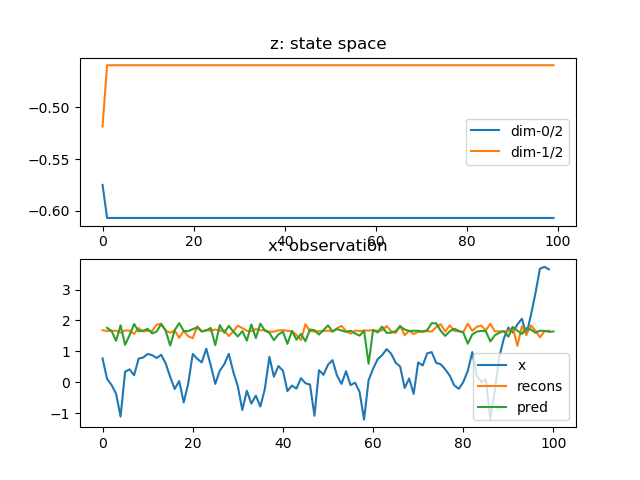 z: state space
−0.50
−0.55
−0.60
dim-0/2
dim-1/2
0 20 40 60 80 100
x: observation
3
2
1
0
−1
x
recons
pred
0 20 40 60 80 100